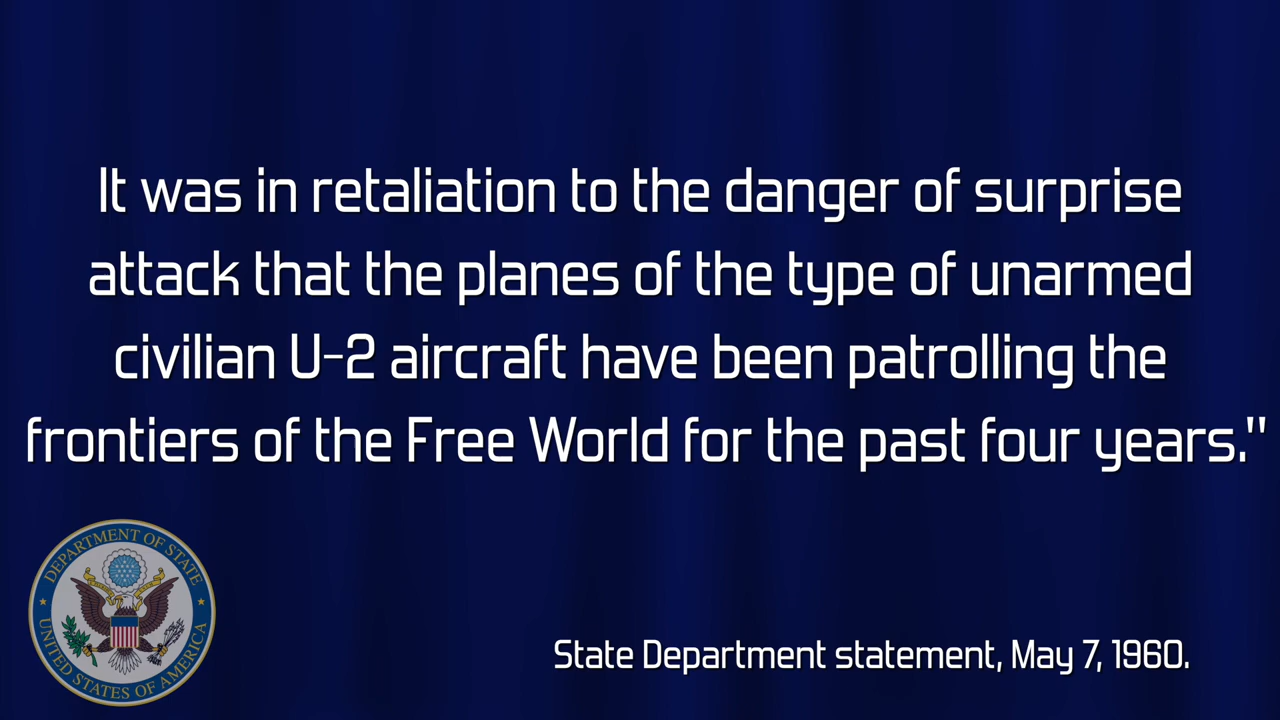 It was in retaliation to the danger of surprise
attack that the planes of the type of unarmed
civilian U-2 aircraft have been patrolling the
frontiers of the Free World for the past four years."
DEPARTMENT OF STATE
UNITED STATES OF AMERICA
State Department statement, May 7, 1960.